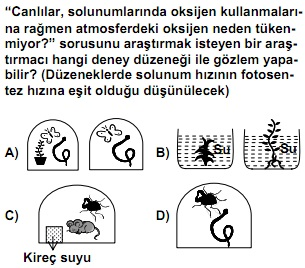 “Canlılar, solunumlarında oksijen kullanmaları-
na rağmen atmosferdeki oksijen neden tüken-
miyor?” sorusunu araştırmak isteyen bir araş-
tırmacı hangi deney düzeneği ile gözlem yapa-
bilir? (Düzeneklerde solunum hızının fotosen-
tez hızına eşit olduğu düşünülecek)
A)
B)
Su
Su
C)
D)
Kireç suyu